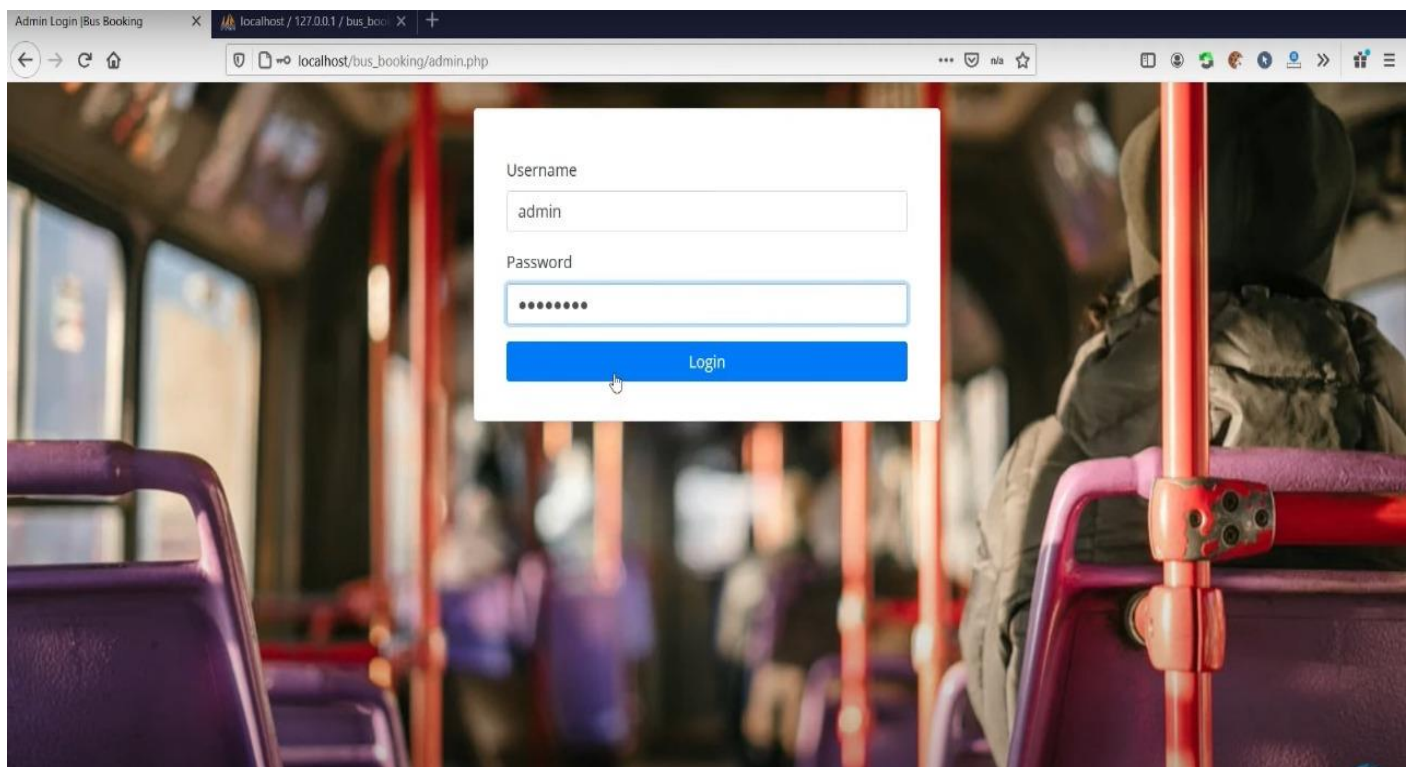 Admin Login |Bus Booking
localhost / 127.0.0.1 / bus_boo
localhost/bus_booking/admin.php
n/a
Username
admin
Password
Login